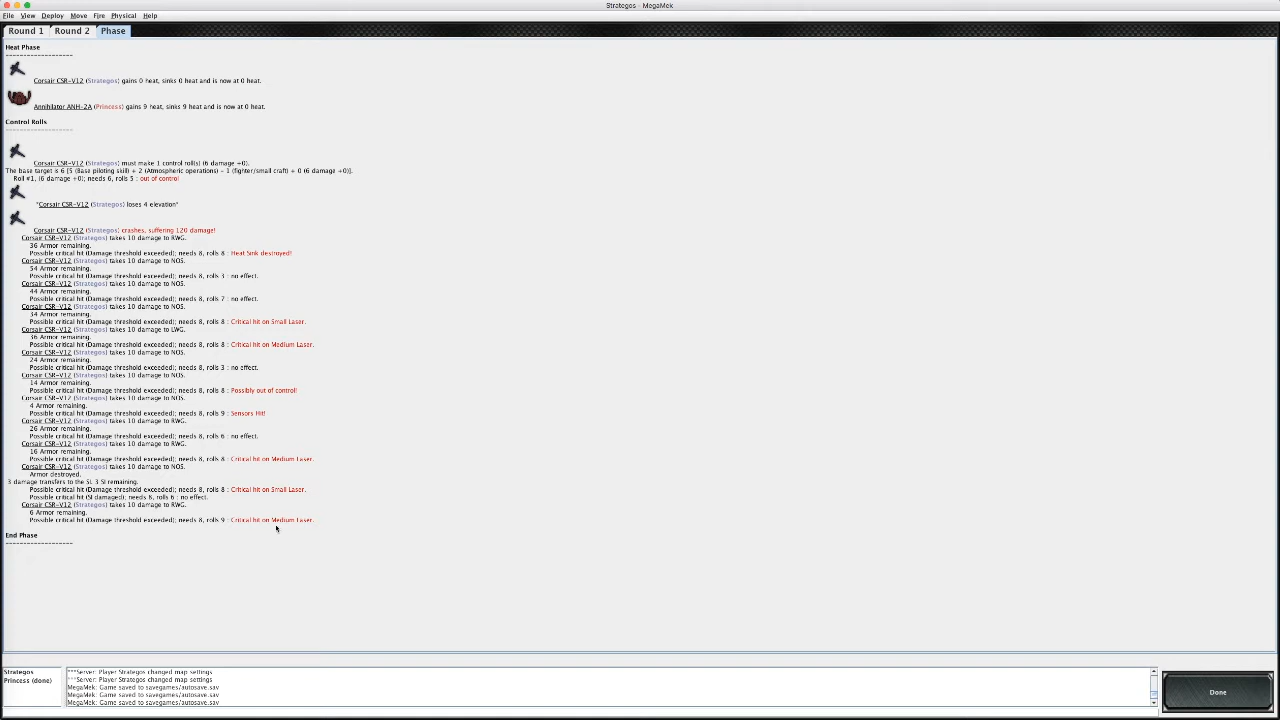 Strategos - MegaMek
File View Deploy Move Fire Physical Help
Round 1 Round 2 Phase
Heat Phase
-------------------
Corsair CSR-V12 (Strategos) gains 0 heat, sinks 0 heat and is now at 0 heat.
Annihilator ANH-2A (Princess) gains 9 heat, sinks 9 heat and is now at 0 heat.
Control Rolls
-------------------
Corsair CSR-V12 (Strategos) must make 1 control roll(s) (6 damage +0).
The base target is 6 [5 (Base piloting skill) + 2 (Atmospheric operations) - 1 (fighter/small craft) + 0 (6 damage +0)].
Roll #1, (6 damage +0); needs 6, rolls 5 : out of control
"Corsair CSR-V12 (Strategos) loses 4 elevation"
Corsair CSR-V12 (Strategos) crashes, suffering 120 damage!
Corsair CSR-V12 (Strategos) takes 10 damage to RWG.
36 Armor remaining.
Possible critical hit (Damage threshold exceeded); needs 8, rolls 8 : Heat Sink destroyed!
Corsair CSR-V12 (Strategos) takes 10 damage to NOS.
54 Armor remaining.
Possible critical hit (Damage threshold exceeded); needs 8, rolls 3 : no effect.
Corsair CSR-V12 (Strategos) takes 10 damage to NOS.
44 Armor remaining.
Possible critical hit (Damage threshold exceeded); needs 8, rolls 7 : no effect.
Corsair CSR-V12 (Strategos) takes 10 damage to NOS.
34 Armor remaining.
Possible critical hit (Damage threshold exceeded); needs 8, rolls 8 : Critical hit on Small Laser.
Corsair CSR-V12 (Strategos) takes 10 damage to LWG.
36 Armor remaining.
Possible critical hit (Damage threshold exceeded); needs 8, rolls 8 : Critical hit on Medium Laser.
Corsair CSR-V12 (Strategos) takes 10 damage to NOS.
24 Armor remaining.
Possible critical hit (Damage threshold exceeded); needs 8, rolls 3 : no effect.
Corsair CSR-V12 (Strategos) takes 10 damage to NOS.
14 Armor remaining.
Possible critical hit (Damage threshold exceeded); needs 8, rolls 8 : Possibly out of control!
Corsair CSR-V12 (Strategos) takes 10 damage to NOS.
4 Armor remaining.
Possible critical hit (Damage threshold exceeded); needs 8, rolls 9 : Sensors Hit!
Corsair CSR-V12 (Strategos) takes 10 damage to RWG.
26 Armor remaining.
Possible critical hit (Damage threshold exceeded); needs 8, rolls 6 : no effect.
Corsair CSR-V12 (Strategos) takes 10 damage to RWG.
16 Armor remaining.
Possible critical hit (Damage threshold exceeded); needs 8, rolls 8 : Critical hit on Medium Laser.
Corsair CSR-V12 (Strategos) takes 10 damage to NOS.
Armor destroyed.
3 damage transfers to the SI. 3 SI remaining.
Possible critical hit (Damage threshold exceeded); needs 8, rolls 8 : Critical hit on Small Laser.
Possible critical hit (SI damaged); needs 8, rolls 6 : no effect.
Corsair CSR-V12 (Strategos) takes 10 damage to RWG.
6 Armor remaining.
Possible critical hit (Damage threshold exceeded); needs 8, rolls 9 : Critical hit on Medium Laser.
End Phase
-------------------
Strategos
Princess (done)
***Server: Player Strategos changed map settings
***Server: Player Strategos changed map settings
MegaMek: Game saved to savegames/autosave.sav
MegaMek: Game saved to savegames/autosave.sav
MegaMek: Game saved to savegames/autosave.sav
Done